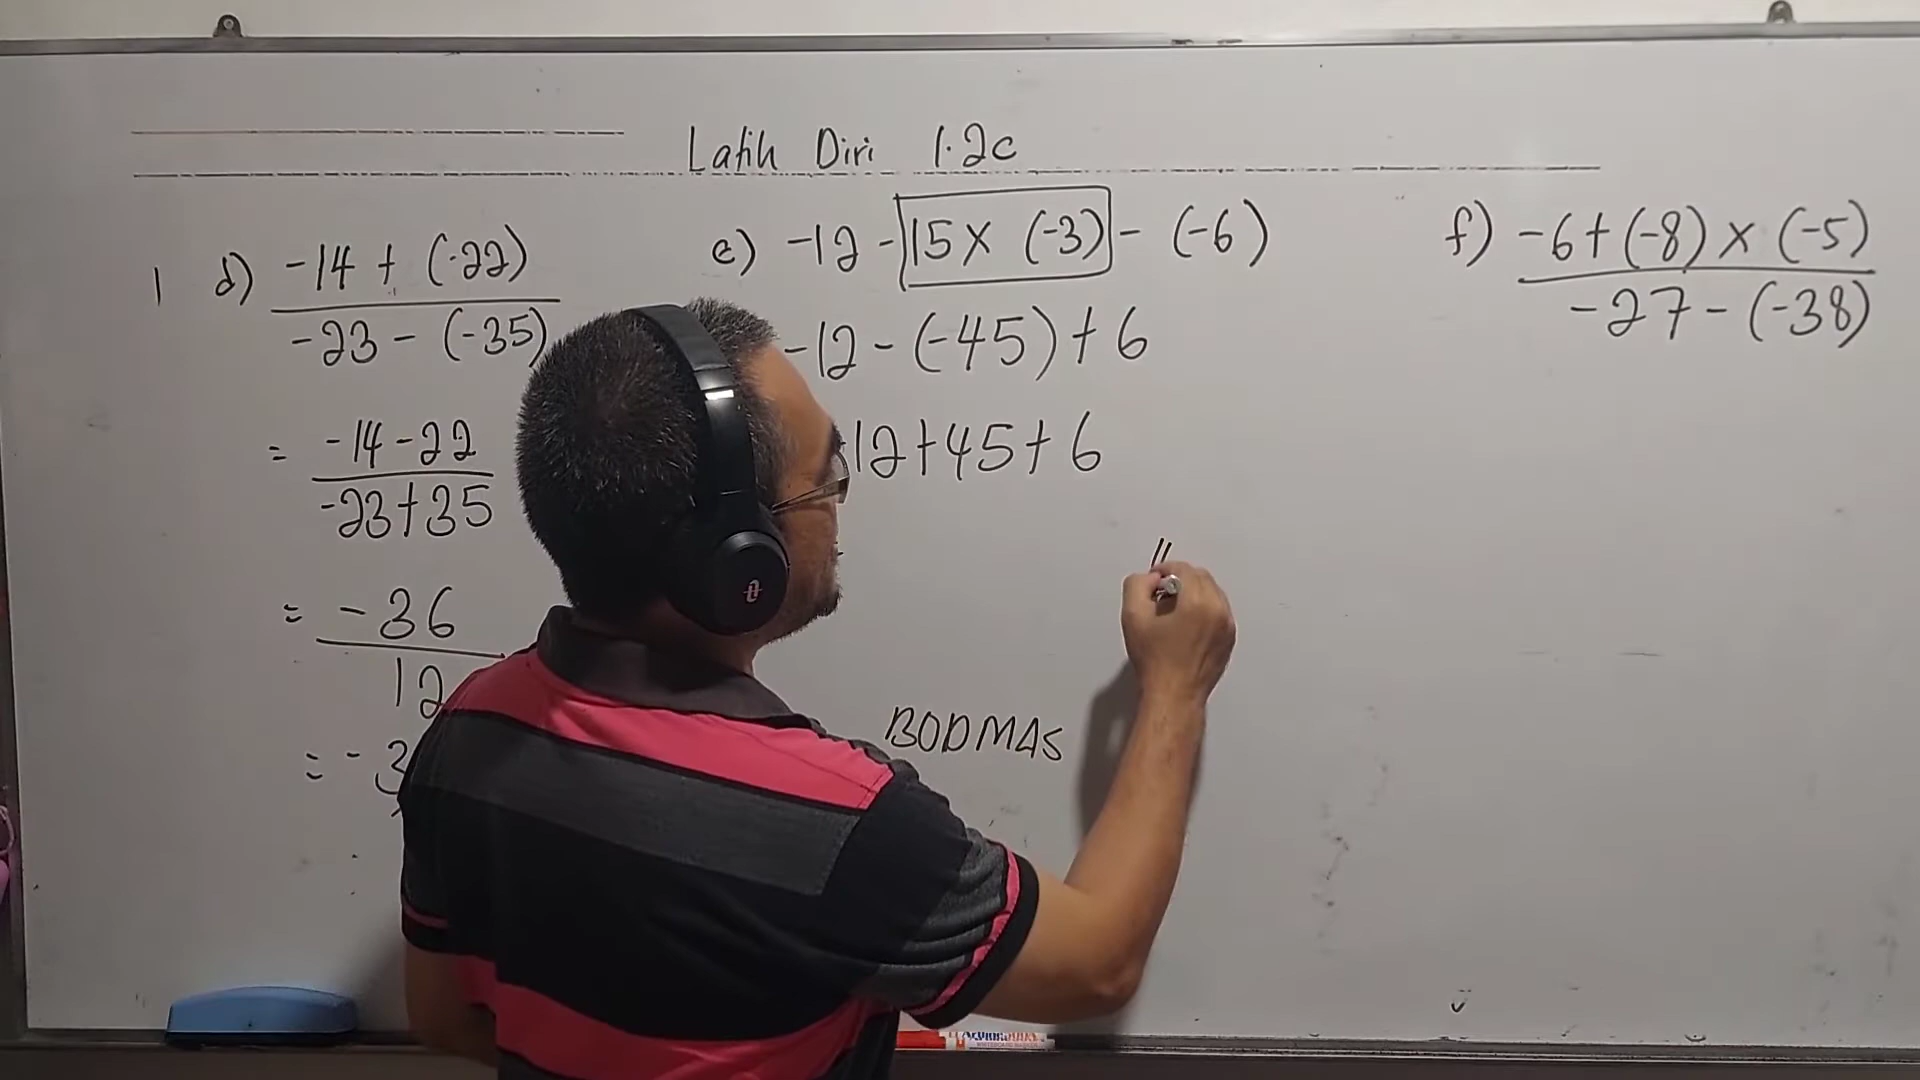 Latih Diri 1.2c
1 d) -14 + (-22)
-23 - (-35)
= -14 - 22
-23 + 35
= -36
12
= -3
e) -12 - 15 × (-3) - (-6)
-12 - (-45) + 6
-12 + 45 + 6
BODMAS
f) -6 + (-8) × (-5)
-27 - (-38)